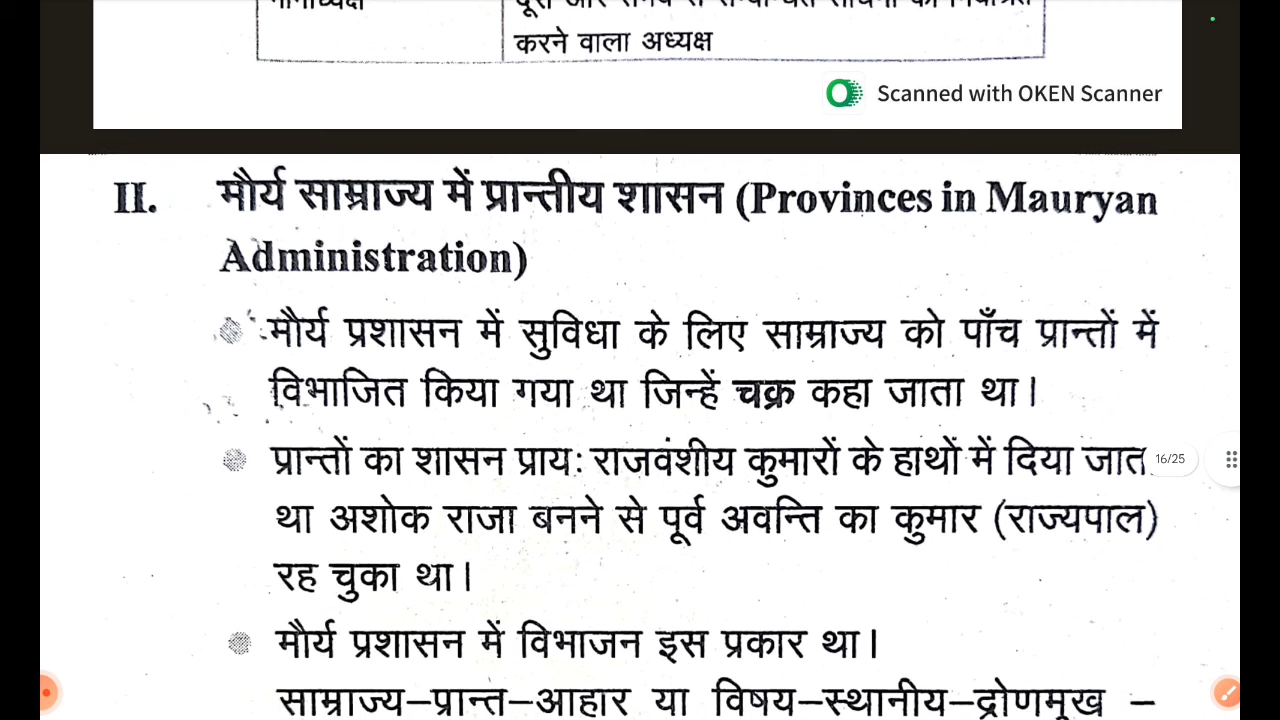 करने वाला अध्यक्ष
Scanned with OKEN Scanner
II. मौर्य साम्राज्य में प्रान्तीय शासन (Provinces in Mauryan
Administration)
मौर्य प्रशासन में सुविधा के लिए साम्राज्य को पाँच प्रान्तों में
विभाजित किया गया था जिन्हें चक्र कहा जाता था।
प्रान्तों का शासन प्राय: राजवंशीय कुमारों के हाथों में दिया जात
16/25
था अशोक राजा बनने से पूर्व अवन्ति का कुमार (राज्यपाल)
रह चुका था।
मौर्य प्रशासन में विभाजन इस प्रकार था।
साम्राज्य–प्रान्त–आहार या विषय–स्थानीय–द्रोणमुख –